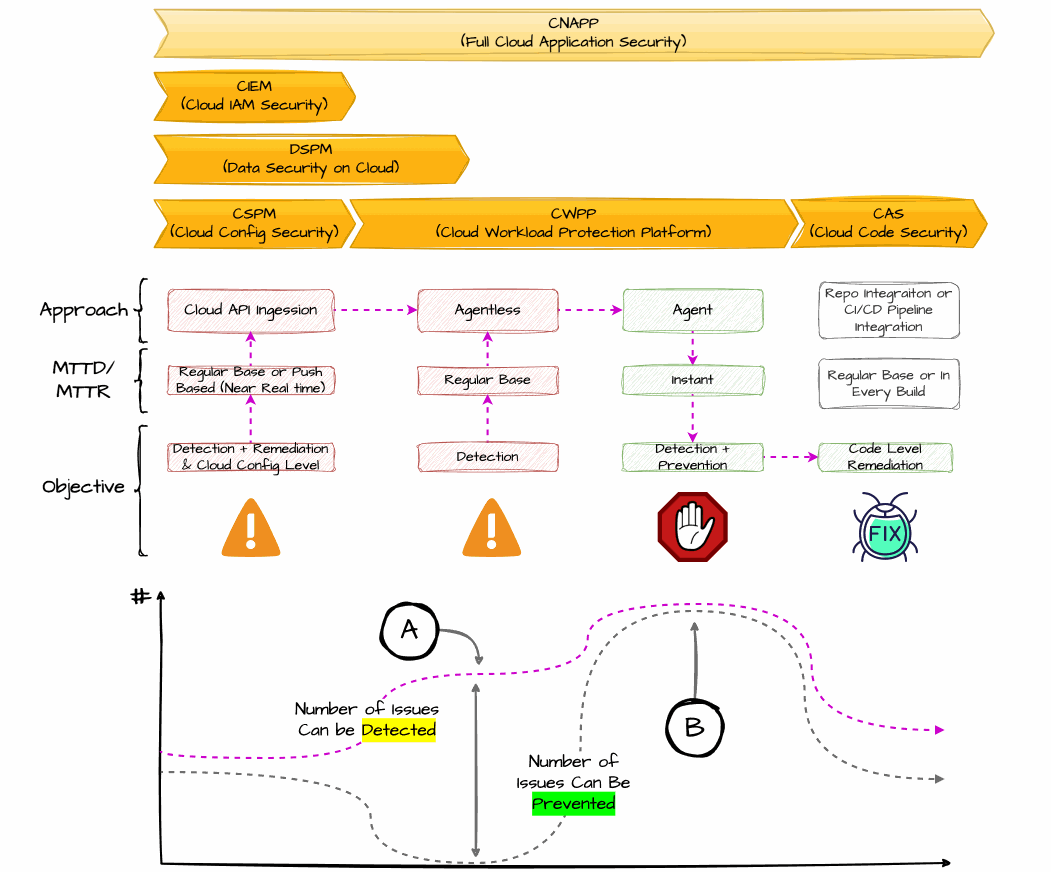 CNAPP
(Full Cloud Application Security)
CIEM
(Cloud IAM Security)
DSPM
(Data Security on Cloud)
CSPM
(Cloud Config Security)
CWPP
(Cloud Workload Protection Platform)
CAS
(Cloud Code Security)
Approach
Cloud API Ingession
Agentless
Agent
Repo Integraiton or
CI/CD Pipeline
Integration
MTTD/
MTTR
Regular Base or Push
Based (Near Real time)
Regular Base
Instant
Regular Base or In
Every Build
Objective
Detection + Remediation
& Cloud Config Level
Detection
Detection +
Prevention
Code Level
Remediation
FIX
#
A
Number of Issues
Can be Detected
B
Number of
Issues Can Be
Prevented